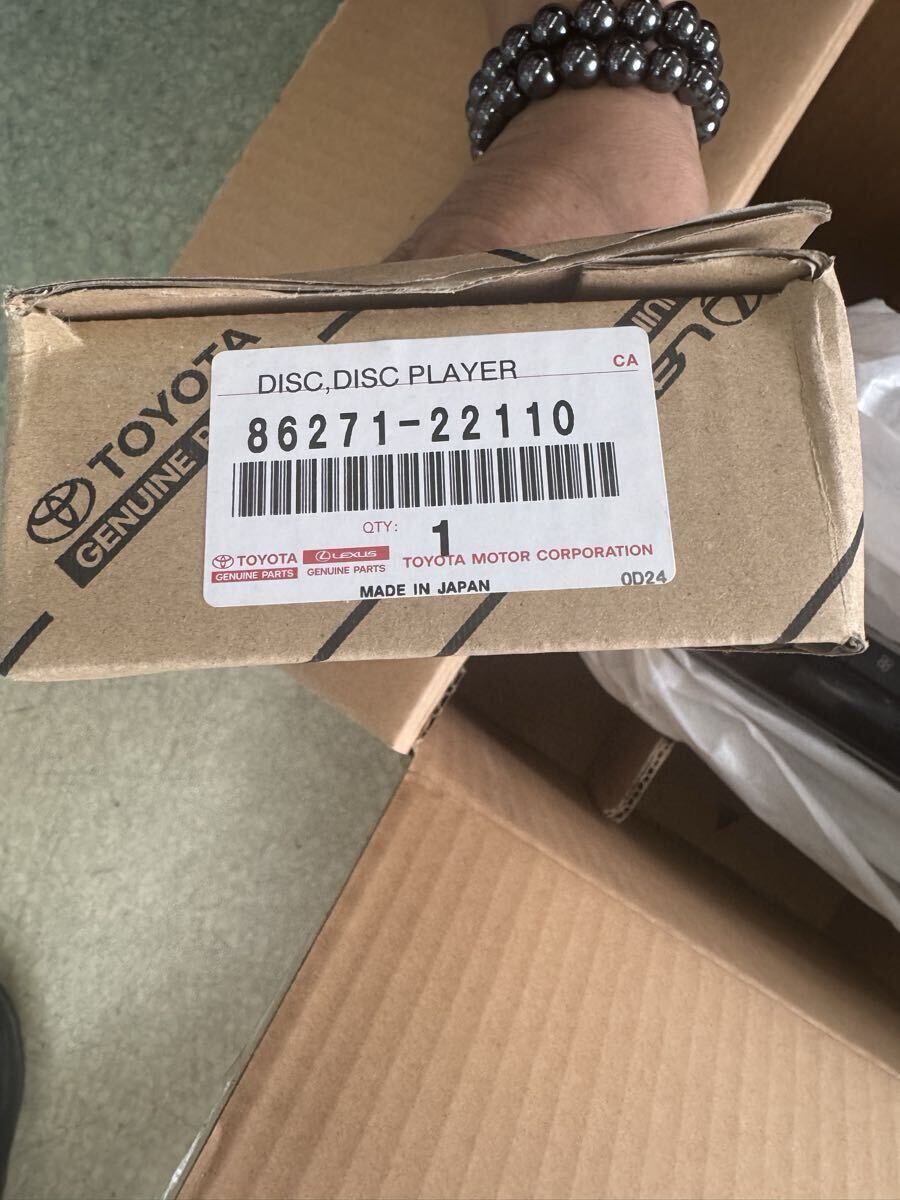 TOYOTA
GENUINE P
DISC,DISC PLAYER
CA
86271-22110
QTY: 1
TOYOTA
GENUINE PARTS
LEXUS
GENUINE PARTS
TOYOTA MOTOR CORPORATION
MADE IN JAPAN
0D24